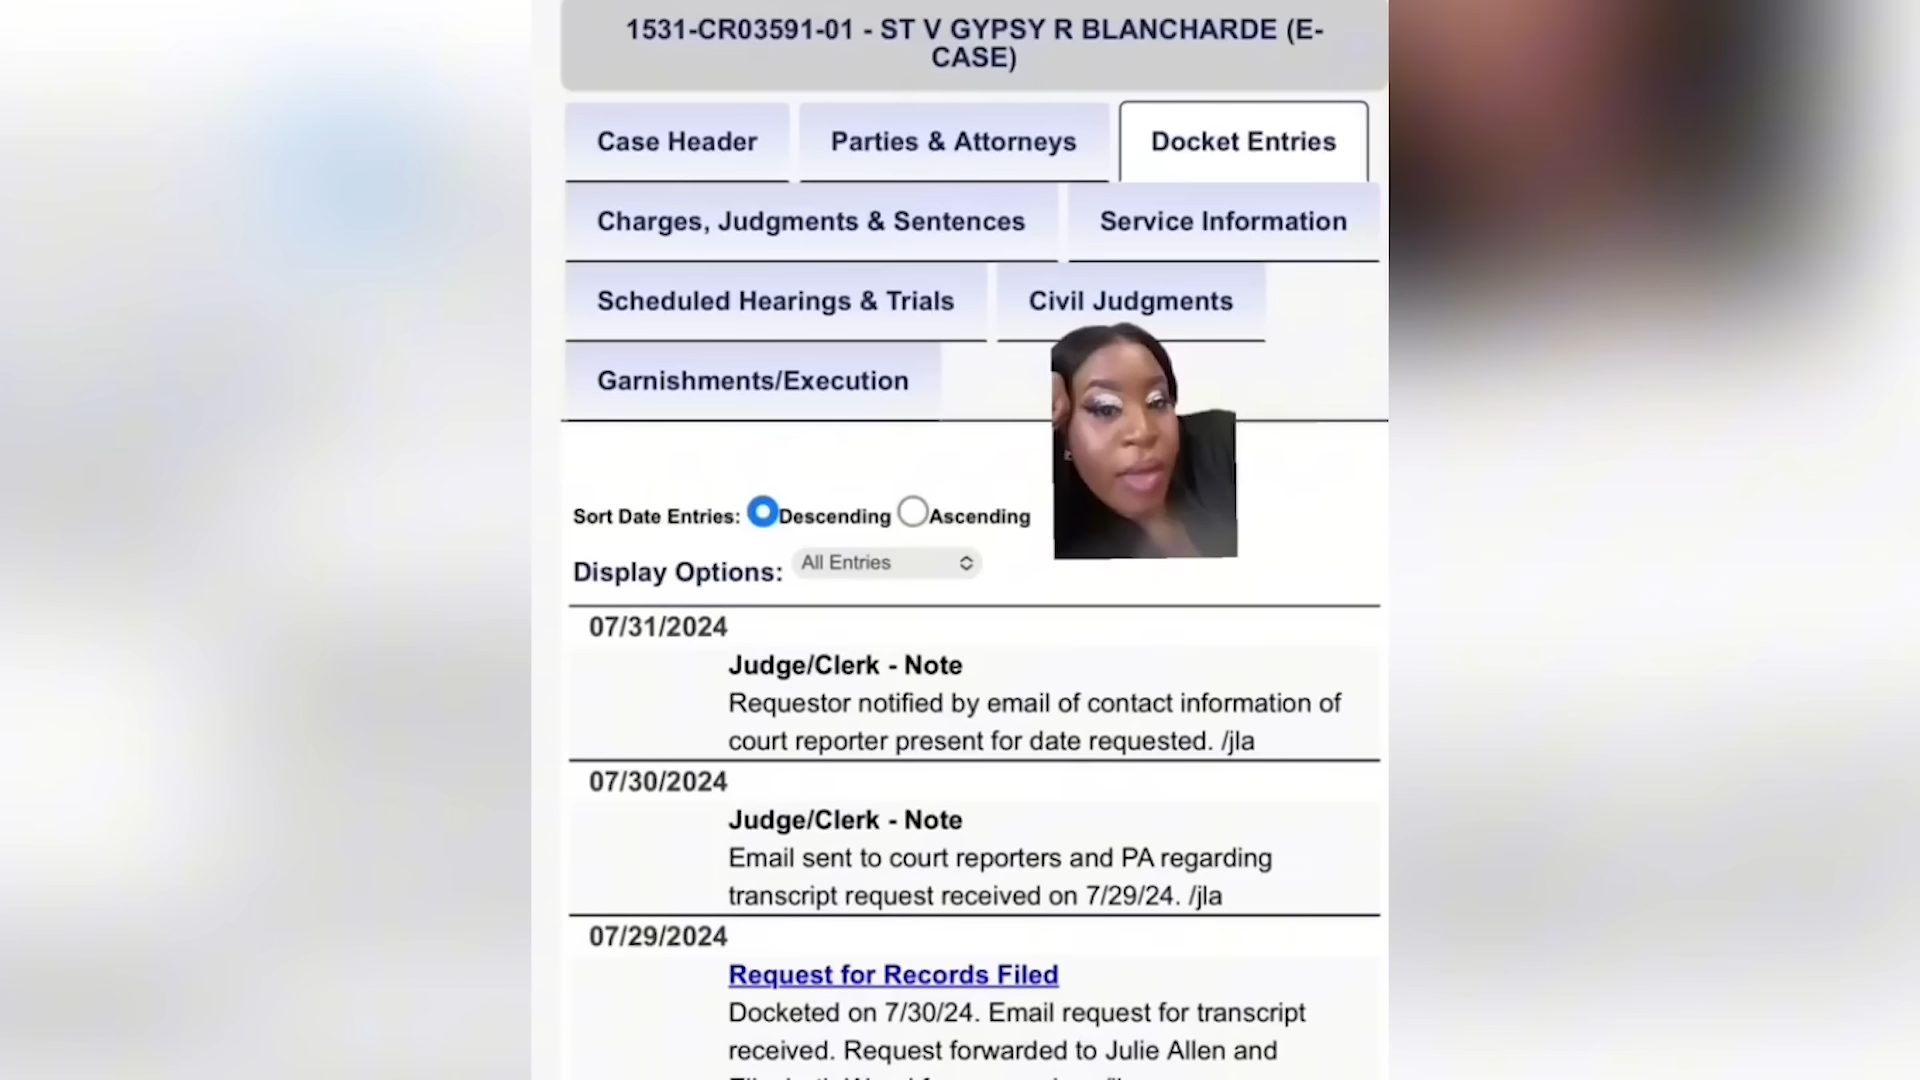 1531-CR03591-01 - ST V GYPSY R BLANCHARDE (E-
CASE)
Case Header
Parties & Attorneys
Docket Entries
Charges, Judgments & Sentences
Service Information
Scheduled Hearings & Trials
Civil Judgments
Garnishments/Execution
Sort Date Entries: Descending Ascending
Display Options: All Entries
07/31/2024
Judge/Clerk - Note
Requestor notified by email of contact information of
court reporter present for date requested. /jla
07/30/2024
Judge/Clerk - Note
Email sent to court reporters and PA regarding
transcript request received on 7/29/24. /jla
07/29/2024
Request for Records Filed
Docketed on 7/30/24. Email request for transcript
received. Request forwarded to Julie Allen and